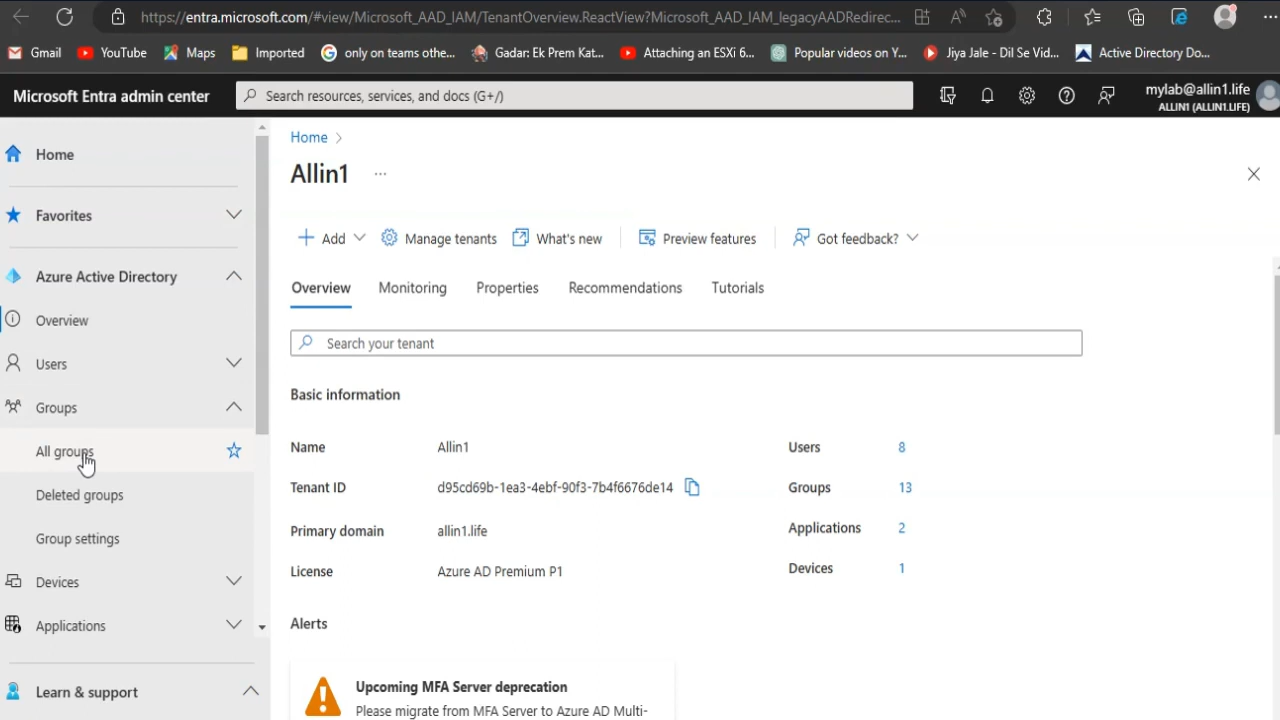 https://entra.microsoft.com/#view/Microsoft_AAD_IAM/TenantOverview.ReactView?Microsoft_AAD_IAM_legacyAADRedirec...
Gmail
YouTube
Maps
Imported
only on teams othe...
Gadar: Ek Prem Kat...
Attaching an ESXi 6...
Popular videos on Y...
Jiya Jale - Dil Se Vid...
Active Directory Do...
Microsoft Entra admin center
Search resources, services, and docs (G+/)
mylab@allin1.life
ALLIN1 (ALLIN1.LIFE)
Home
Favorites
Azure Active Directory
Overview
Users
Groups
All groups
Deleted groups
Group settings
Devices
Applications
Learn & support
Home
Allin1
Add
Manage tenants
What's new
Preview features
Got feedback?
Overview
Monitoring
Properties
Recommendations
Tutorials
Search your tenant
Basic information
Name Allin1 Users 8
Tenant ID d95cd69b-1ea3-4ebf-90f3-7b4f6676de14 Groups 13
Primary domain allin1.life Applications 2
License Azure AD Premium P1 Devices 1
Alerts
Upcoming MFA Server deprecation
Please migrate from MFA Server to Azure AD Multi-